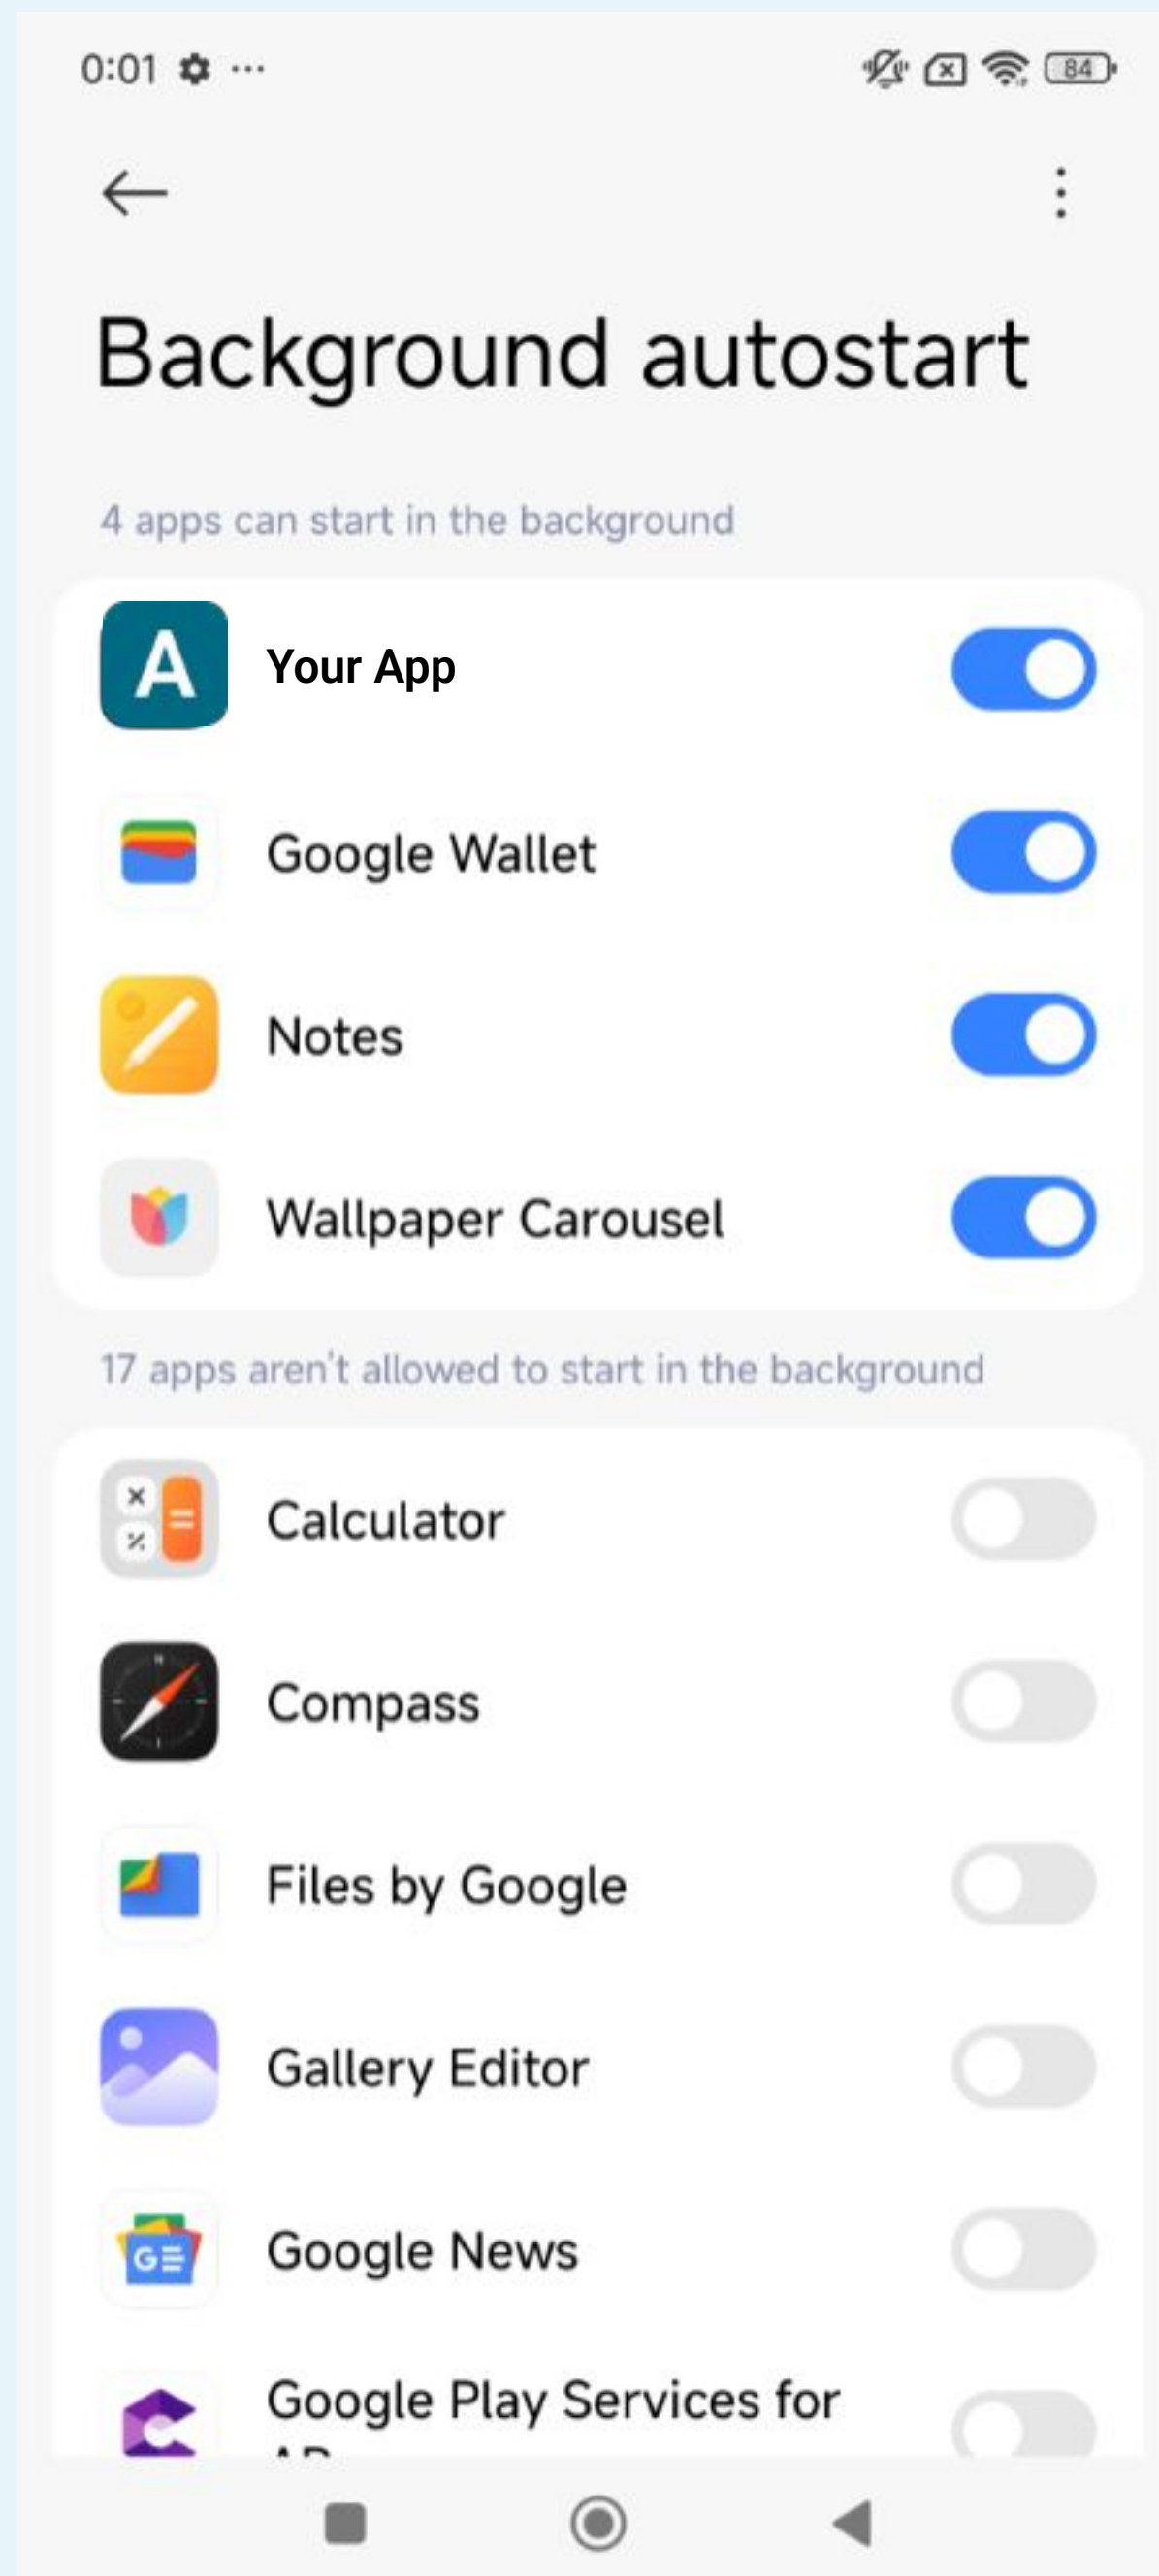 0:01
84
Background autostart
4 apps can start in the background
A
Your App
Google Wallet
Notes
Wallpaper Carousel
17 apps aren't allowed to start in the background
Calculator
Compass
Files by Google
Gallery Editor
GE
Google News
Google Play Services for